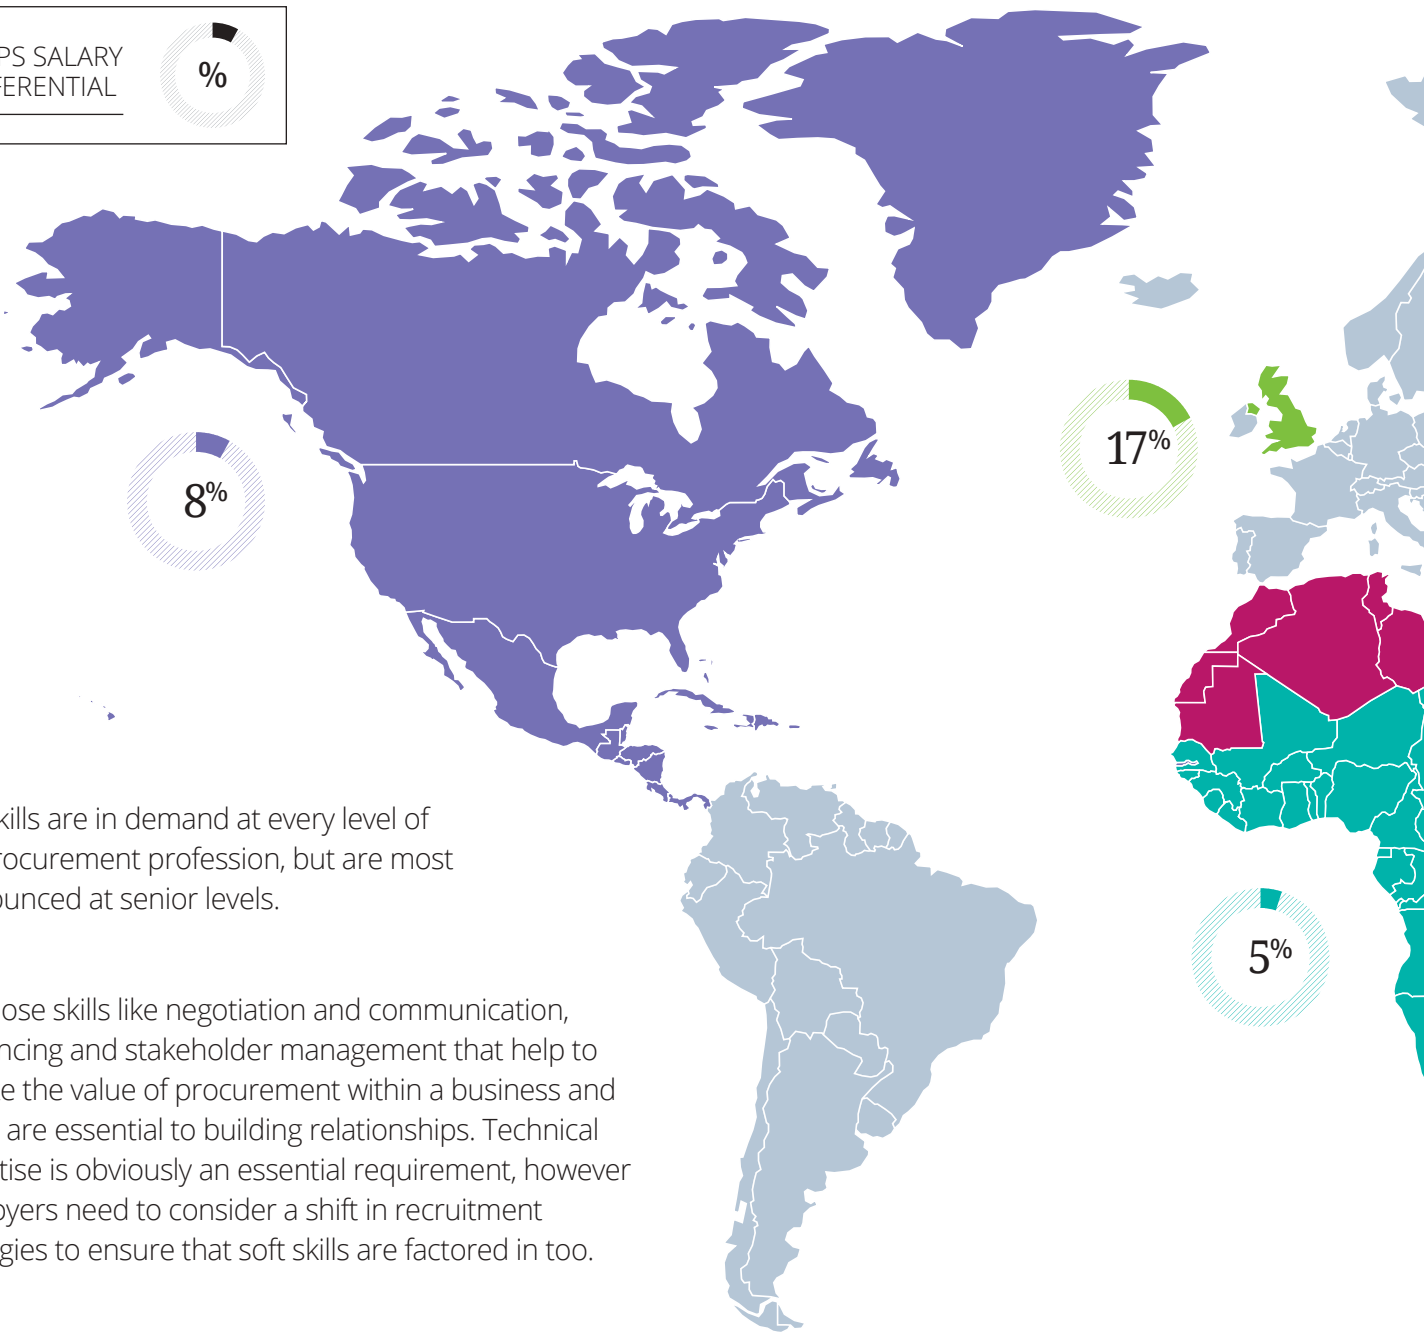 PS SALARY
FERENTIAL
%
8%
17%
5%
kills are in demand at every level of
rocurement profession, but are most
ounced at senior levels.
ose skills like negotiation and communication,
ncing and stakeholder management that help to
e the value of procurement within a business and
are essential to building relationships. Technical
tise is obviously an essential requirement, however
oyers need to consider a shift in recruitment
gies to ensure that soft skills are factored in too.